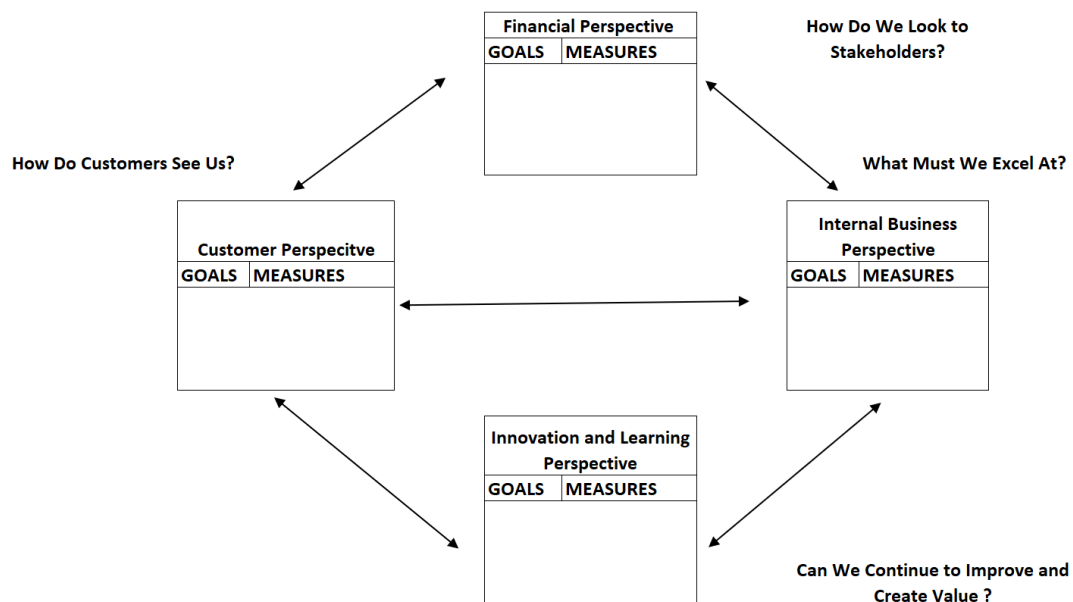 Financial Perspective
GOALS MEASURES
How Do We Look to
Stakeholders?
How Do Customers See Us?
What Must We Excel At?
Customer Perspecitve
GOALS MEASURES
Internal Business
Perspective
GOALS MEASURES
Innovation and Learning
Perspective
GOALS MEASURES
Can We Continue to Improve and
Create Value ?